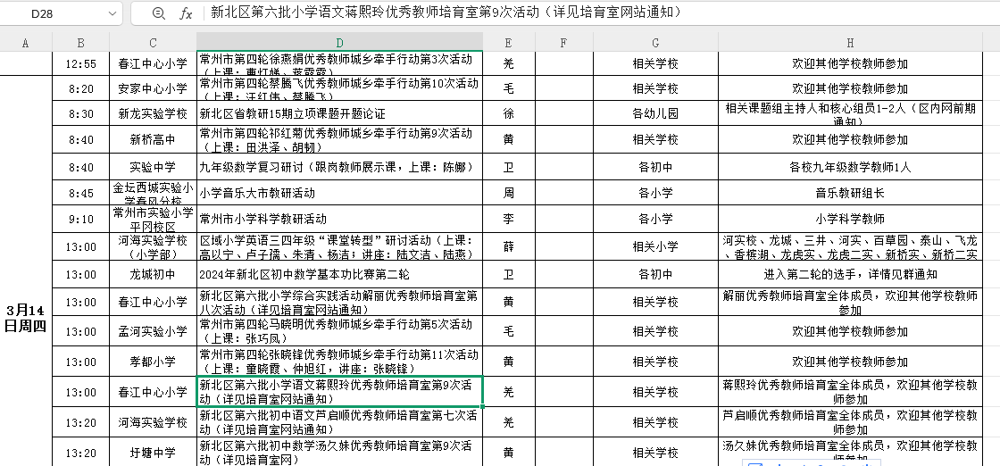 D28
fx
新北区第六批小学语文蒋熙玲优秀教师培育室第9次活动（详见培育室网站通知）
A B C D E F G H
12:55 春江中心小学 常州市第四轮徐燕娟优秀教师城乡牵手行动第3次活动 羌 相关学校 欢迎其他学校教师参加
3月14
日周四
8:20 安家中心小学 常州市第四轮蔡腾飞优秀教师城乡牵手行动第10次活动
（上课：汪红伟、蔡腾飞） 毛 相关学校 欢迎其他学校教师参加
8:30 新龙实验学校 新北区省教研15期立项课题开题论证 徐 各幼儿园 相关课题组主持人和核心组员1-2人（区内网前期
通知）
8:40 新桥高中 常州市第四轮祁红菊优秀教师城乡牵手行动第9次活动
（上课：田洪泽、胡韧） 黄 相关学校 欢迎其他学校教师参加
8:40 实验中学 九年级数学复习研讨（跟岗教师展示课，上课：陈娜） 卫 各初中 各校九年级数学教师1人
8:45 金坛西城实验小
学春风分校 小学音乐大市教研活动 周 各小学 音乐教研组长
9:10 常州市实验小学
平冈校区 常州市小学科学教研活动 李 各小学 小学科学教师
13:00 河海实验学校
（小学部） 区域小学英语三四年级“课堂转型”研讨活动（上课：
高以宁、卢子孺、朱清、杨洁；讲座：陆文洁、陆燕） 薛 相关小学 河实校、龙城、三井、河实、百草园、泰山、飞龙
、香槟湖、龙虎实、龙虎二实、新桥实、新桥二实
13:00 龙城初中 2024年新北区初中数学基本功比赛第二轮 卫 各初中 进入第二轮的选手，详情见群通知
13:00 春江中心小学 新北区第六批小学综合实践活动解丽优秀教师培育室第
八次活动（详见培育室网站通知） 黄 相关学校 解丽优秀教师培育室全体成员，欢迎其他学校教师
参加
13:00 孟河实验小学 常州市第四轮马晓明优秀教师城乡牵手行动第5次活动
（上课：张巧凤） 毛 相关学校 欢迎其他学校教师参加
13:00 孝都小学 常州市第四轮张晓锋优秀教师城乡牵手行动第11次活动
（上课：童晓霞、仲旭红，讲座：张晓锋） 黄 相关学校 欢迎其他学校教师参加
13:00 春江中心小学 新北区第六批小学语文蒋熙玲优秀教师培育室第9次活
动（详见培育室网站通知） 羌 相关学校 蒋熙玲优秀教师培育室全体成员，欢迎其他学校教
师参加
13:20 河海实验学校 新北区第六批初中语文芦启顺优秀教师培育室第七次活
动（详见培育室网站通知） 羌 相关学校 芦启顺优秀教师培育室全体成员，欢迎其他学校教
师参加
13:20 圩塘中学 新北区第六批初中数学汤久妹优秀教师培育室第9次活
动（详见培育室网） 黄 相关学校 汤久妹优秀教师培育室全体成员，欢迎其他学校教